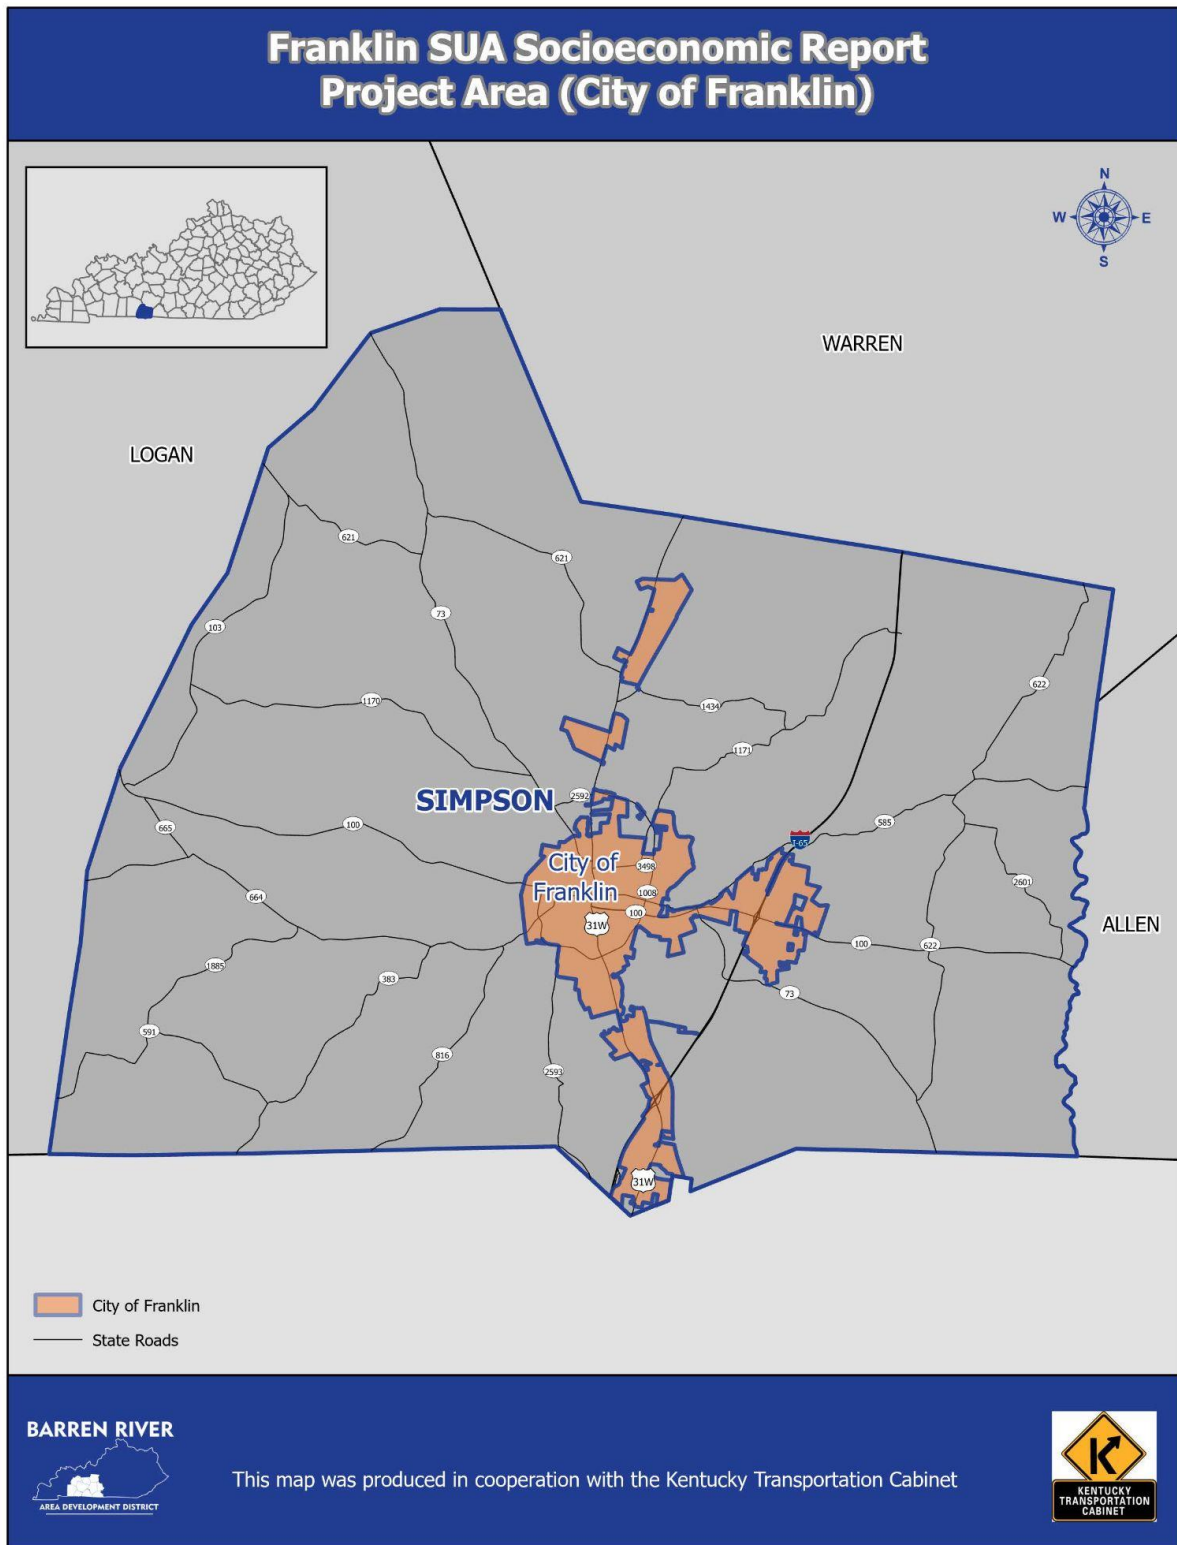 Franklin SUA Socioeconomic Report
Project Area (City of Franklin)
N
W E
S
WARREN
LOGAN
621
621
73
103
622
1170
1434
1171
SIMPSON
2592
665
100
585
I-65
City of
Franklin
3498
1008
2601
664
100
31W
ALLEN
100
622
1885
383
73
591
816
2593
31W
City of Franklin
State Roads
BARREN RIVER
AREA DEVELOPMENT DISTRICT
This map was produced in cooperation with the Kentucky Transportation Cabinet
K
KENTUCKY
TRANSPORTATION
CABINET